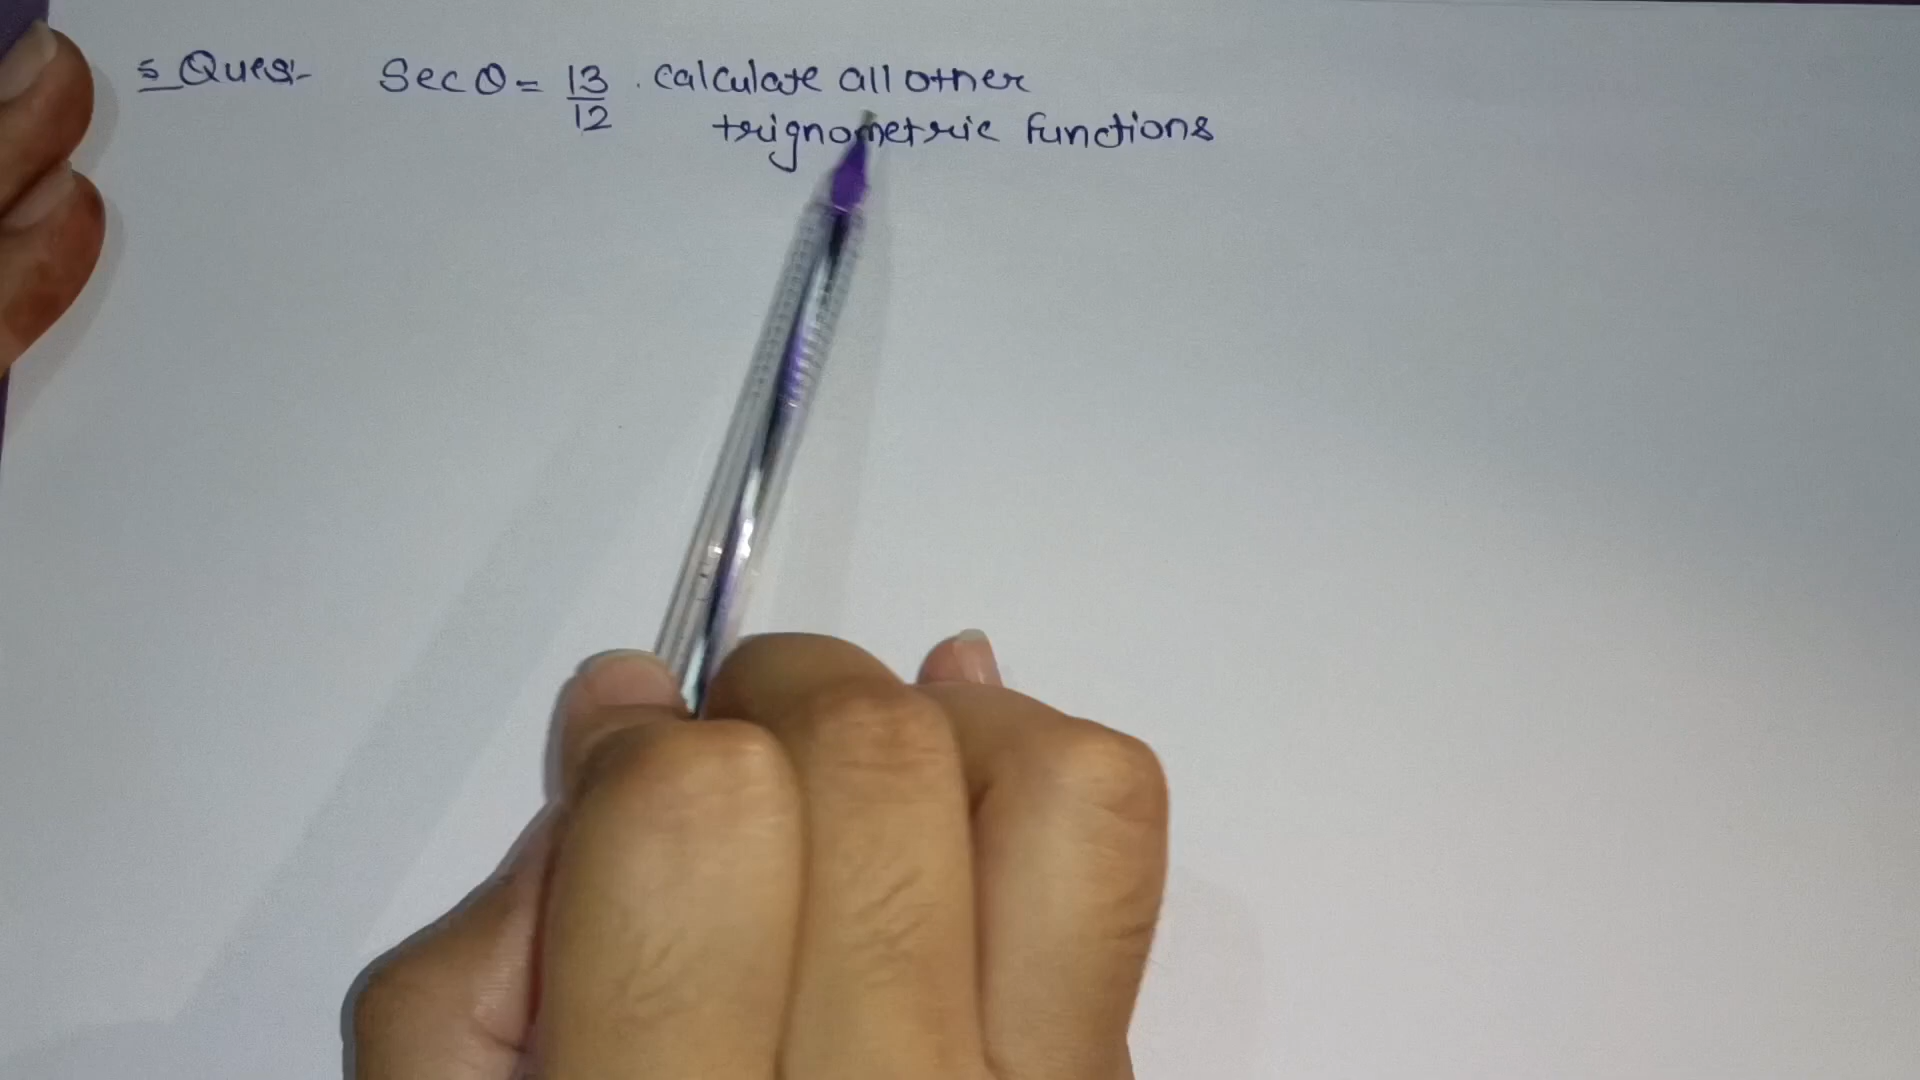 5 Ques:- Sec θ = 13/12 . calculate all other
trignometric functions